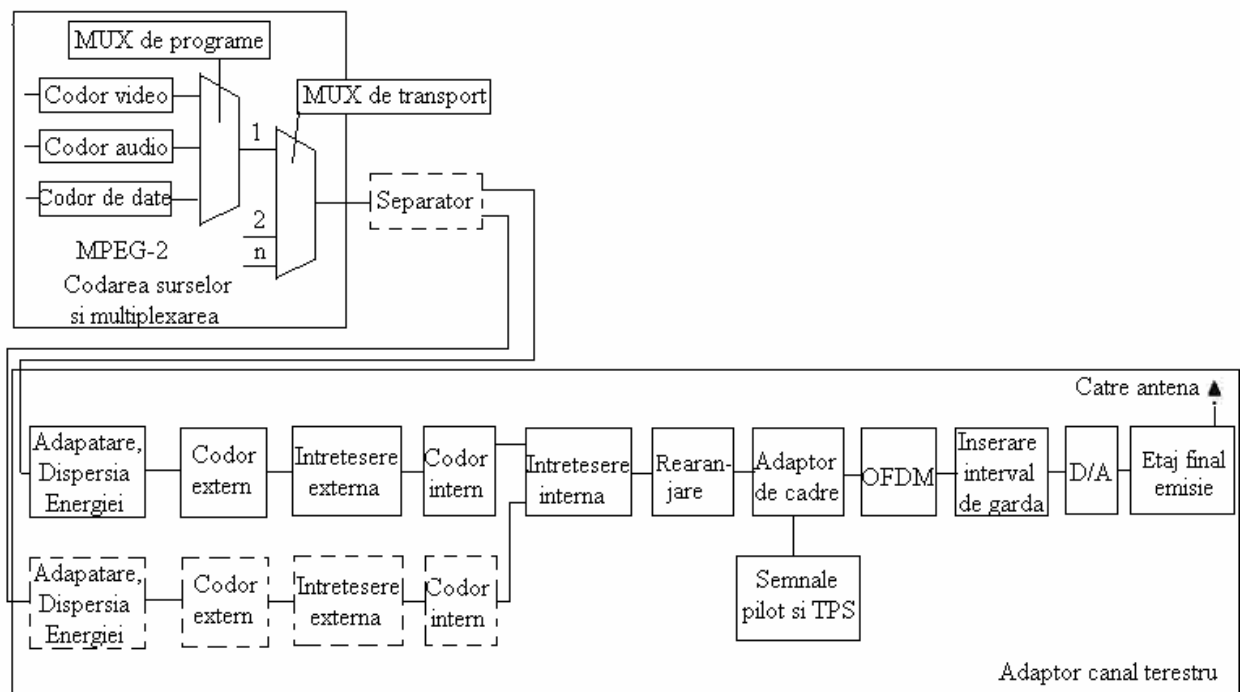 MUX de programe
Codor video
MUX de transport
1
Codor audio
Codor de date
Separator
2
n
MPEG-2
Codarea surselor
si multiplexarea
Catre antena
Adapatare,
Dispersia
Energiei
Codor
extern
Intretesere
externa
Codor
intern
Intretesere
interna
Rearan-
jare
Adaptor
de cadre
OFDM
Inserare
interval
de garda
D/A
Etaj final
emisie
Adapatare,
Dispersia
Energiei
Codor
extern
Intretesere
externa
Codor
intern
Semnale
pilot si TPS
Adaptor canal terestru